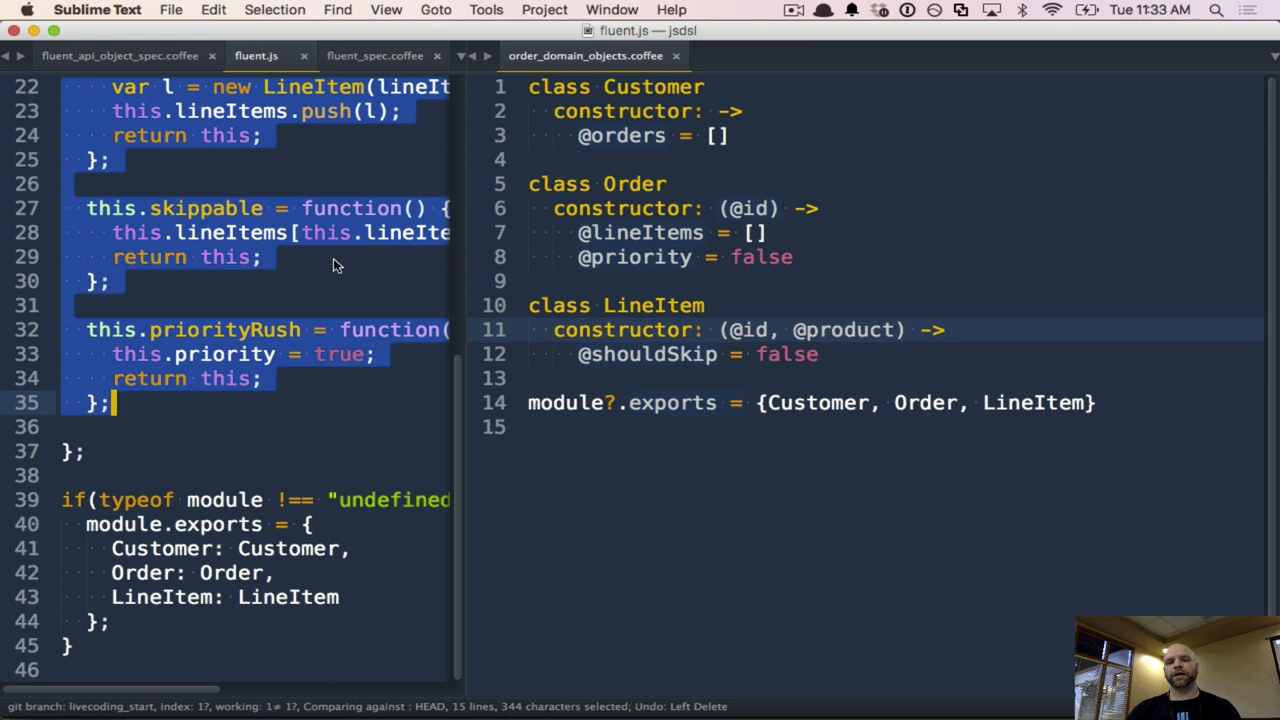 Sublime Text File Edit Selection Find View Goto Tools Project Window Help Tue 11:33 AM
fluent.js — jsdsl
fluent_api_object_spec.coffee × fluent.js × fluent_spec.coffee × order_domain_objects.coffee ×
22 var l = new LineItem(lineIt
23 this.lineItems.push(l);
24 return this;
25 };
26
27 this.skippable = function() {
28 this.lineItems[this.lineIte
29 return this;
30 };
31
32 this.priorityRush = function(
33 this.priority = true;
34 return this;
35 };
36
37 };
38
39 if(typeof module !== "undefined
40 module.exports = {
41 Customer: Customer,
42 Order: Order,
43 LineItem: LineItem
44 };
45 }
46
1 class Customer
2 constructor: ->
3 @orders = []
4
5 class Order
6 constructor: (@id) ->
7 @lineItems = []
8 @priority = false
9
10 class LineItem
11 constructor: (@id, @product) ->
12 @shouldSkip = false
13
14 module?.exports = {Customer, Order, LineItem}
15
git branch: livecoding_start, index: 1?, working: 1≠ 1?, Comparing against : HEAD, 15 lines, 344 characters selected; Undo: Left Delete